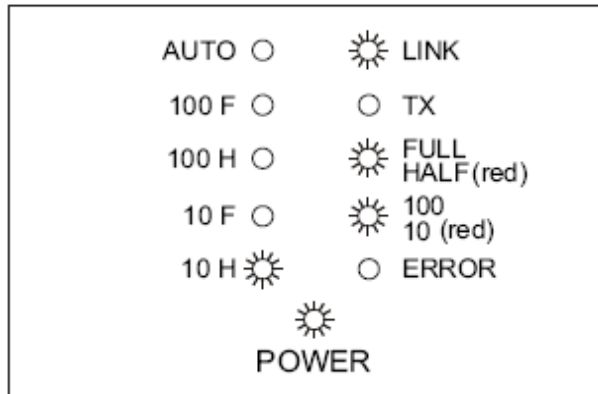 AUTO LINK
100 F TX
100 H FULL
HALF (red)
10 F 100
10 (red)
10 H ERROR
POWER